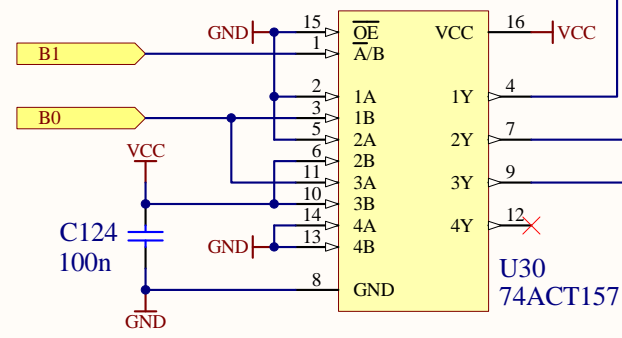 GND 15 O̅E̅ VCC 16 VCC
B1 1 A̅/B
2 1A 1Y 4
B0 3 1B
5 2A 2Y 7
VCC 6 2B
11 3A 3Y 9
10 3B
C124 14 4A 4Y 12
100n GND 13 4B
8 GND
U30
GND 74ACT157